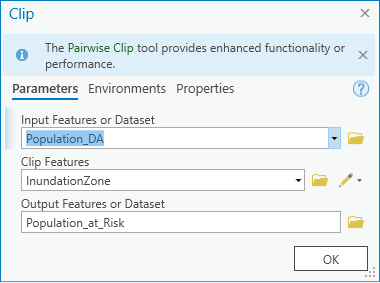 Clip
The Pairwise Clip tool provides enhanced functionality or
performance.
Parameters Environments Properties
Input Features or Dataset
Population_DA
Clip Features
InundationZone
Output Features or Dataset
Population_at_Risk
OK